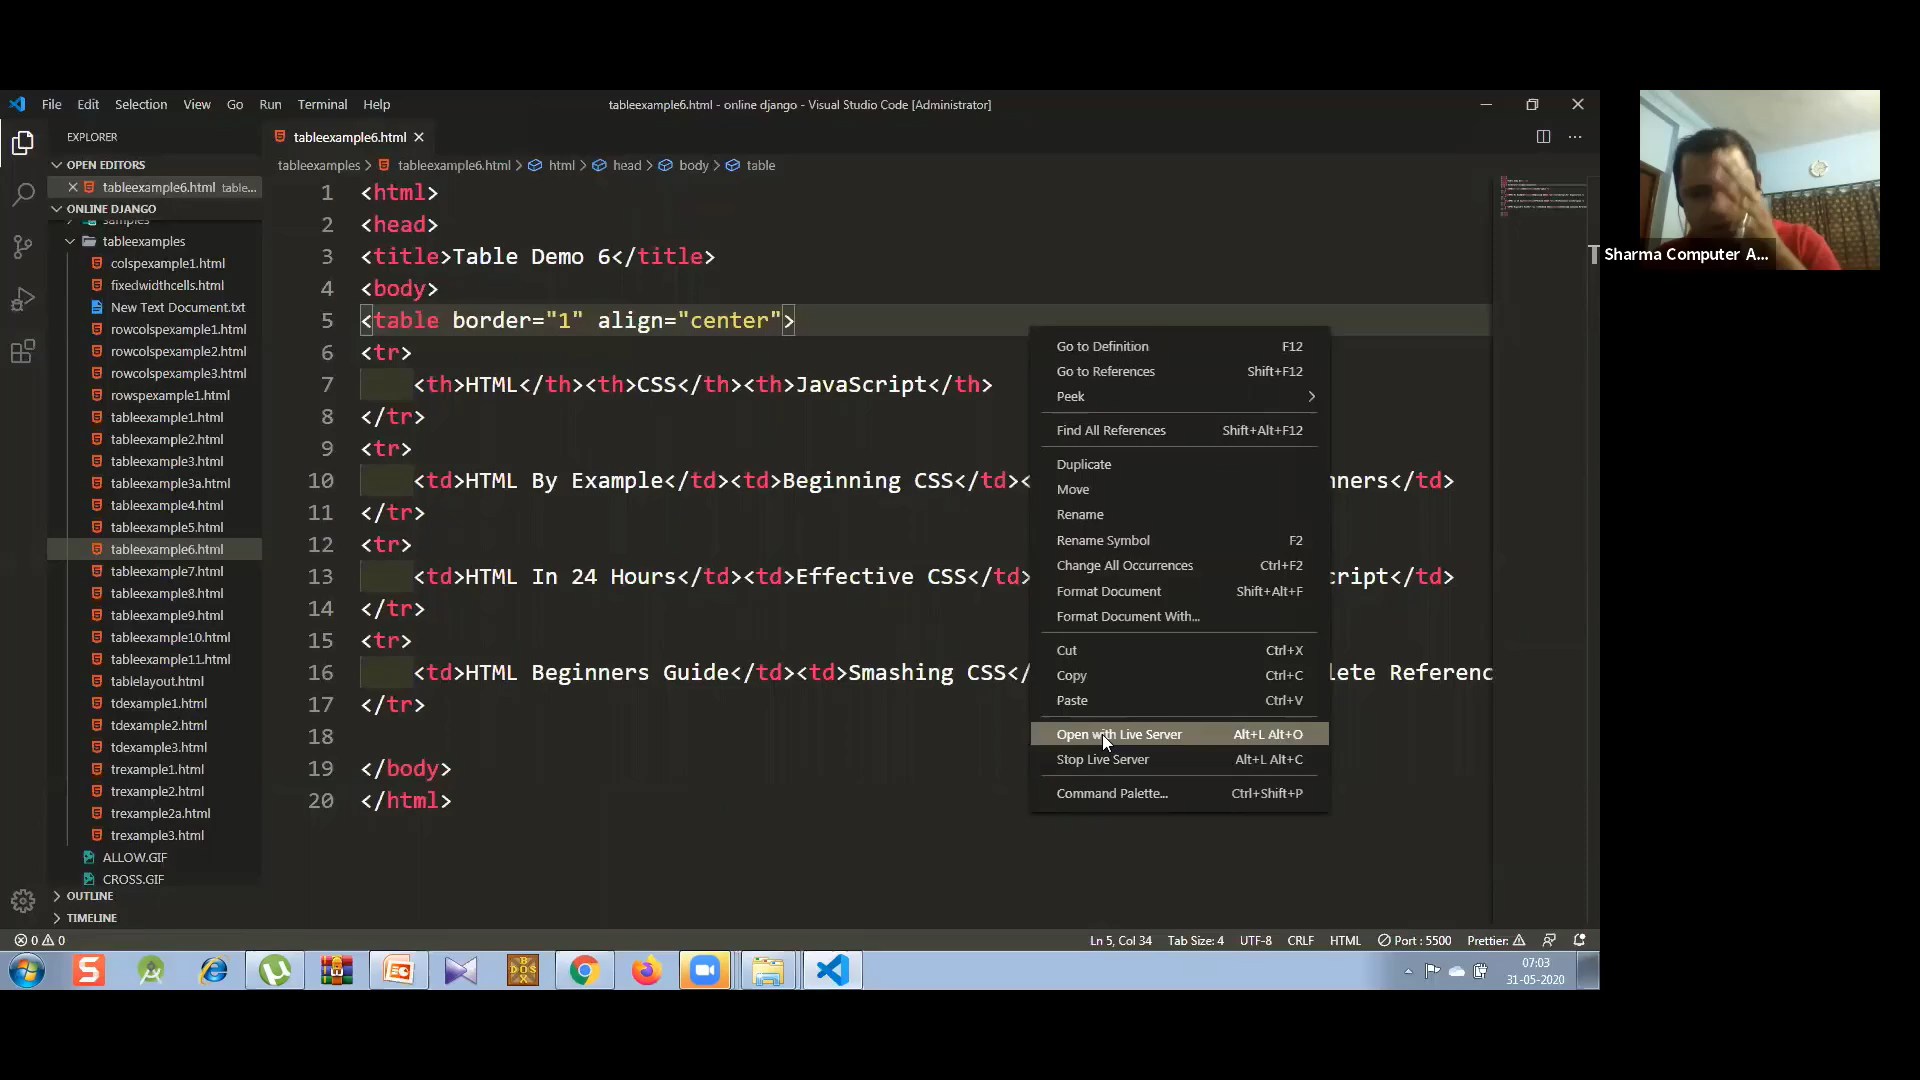 File Edit Selection View Go Run Terminal Help
tableexample6.html - online django - Visual Studio Code [Administrator]
EXPLORER
tableexample6.html
OPEN EDITORS
tableexample6.html table...
ONLINE DJANGO
samples
tableexamples
colspexample1.html
fixedwidthcells.html
New Text Document.txt
rowcolspexample1.html
rowcolspexample2.html
rowcolspexample3.html
rowspexample1.html
tableexample1.html
tableexample2.html
tableexample3.html
tableexample3a.html
tableexample4.html
tableexample5.html
tableexample6.html
tableexample7.html
tableexample8.html
tableexample9.html
tableexample10.html
tableexample11.html
tablelayout.html
tdexample1.html
tdexample2.html
tdexample3.html
trexample1.html
trexample2.html
trexample2a.html
trexample3.html
ALLOW.GIF
CROSS.GIF
OUTLINE
TIMELINE
tableexamples > tableexample6.html > html > head > body > table
1 <html>
2 <head>
3 <title>Table Demo 6</title>
4 <body>
5 <table border="1" align="center">
6 <tr>
7 <th>HTML</th><th>CSS</th><th>JavaScript</th>
8 </tr>
9 <tr>
10 <td>HTML By Example</td><td>Beginning CSS</td>< nners</td>
11 </tr>
12 <tr>
13 <td>HTML In 24 Hours</td><td>Effective CSS</td> cript</td>
14 </tr>
15 <tr>
16 <td>HTML Beginners Guide</td><td>Smashing CSS</ lete Referenc
17 </tr>
18
19 </body>
20 </html>
Go to Definition F12
Go to References Shift+F12
Peek
Find All References Shift+Alt+F12
Duplicate
Move
Rename
Rename Symbol F2
Change All Occurrences Ctrl+F2
Format Document Shift+Alt+F
Format Document With...
Cut Ctrl+X
Copy Ctrl+C
Paste Ctrl+V
Open with Live Server Alt+L Alt+O
Stop Live Server Alt+L Alt+C
Command Palette... Ctrl+Shift+P
Sharma Computer A...
0 0 Ln 5, Col 34 Tab Size: 4 UTF-8 CRLF HTML Port : 5500 Prettier:
07:03
31-05-2020